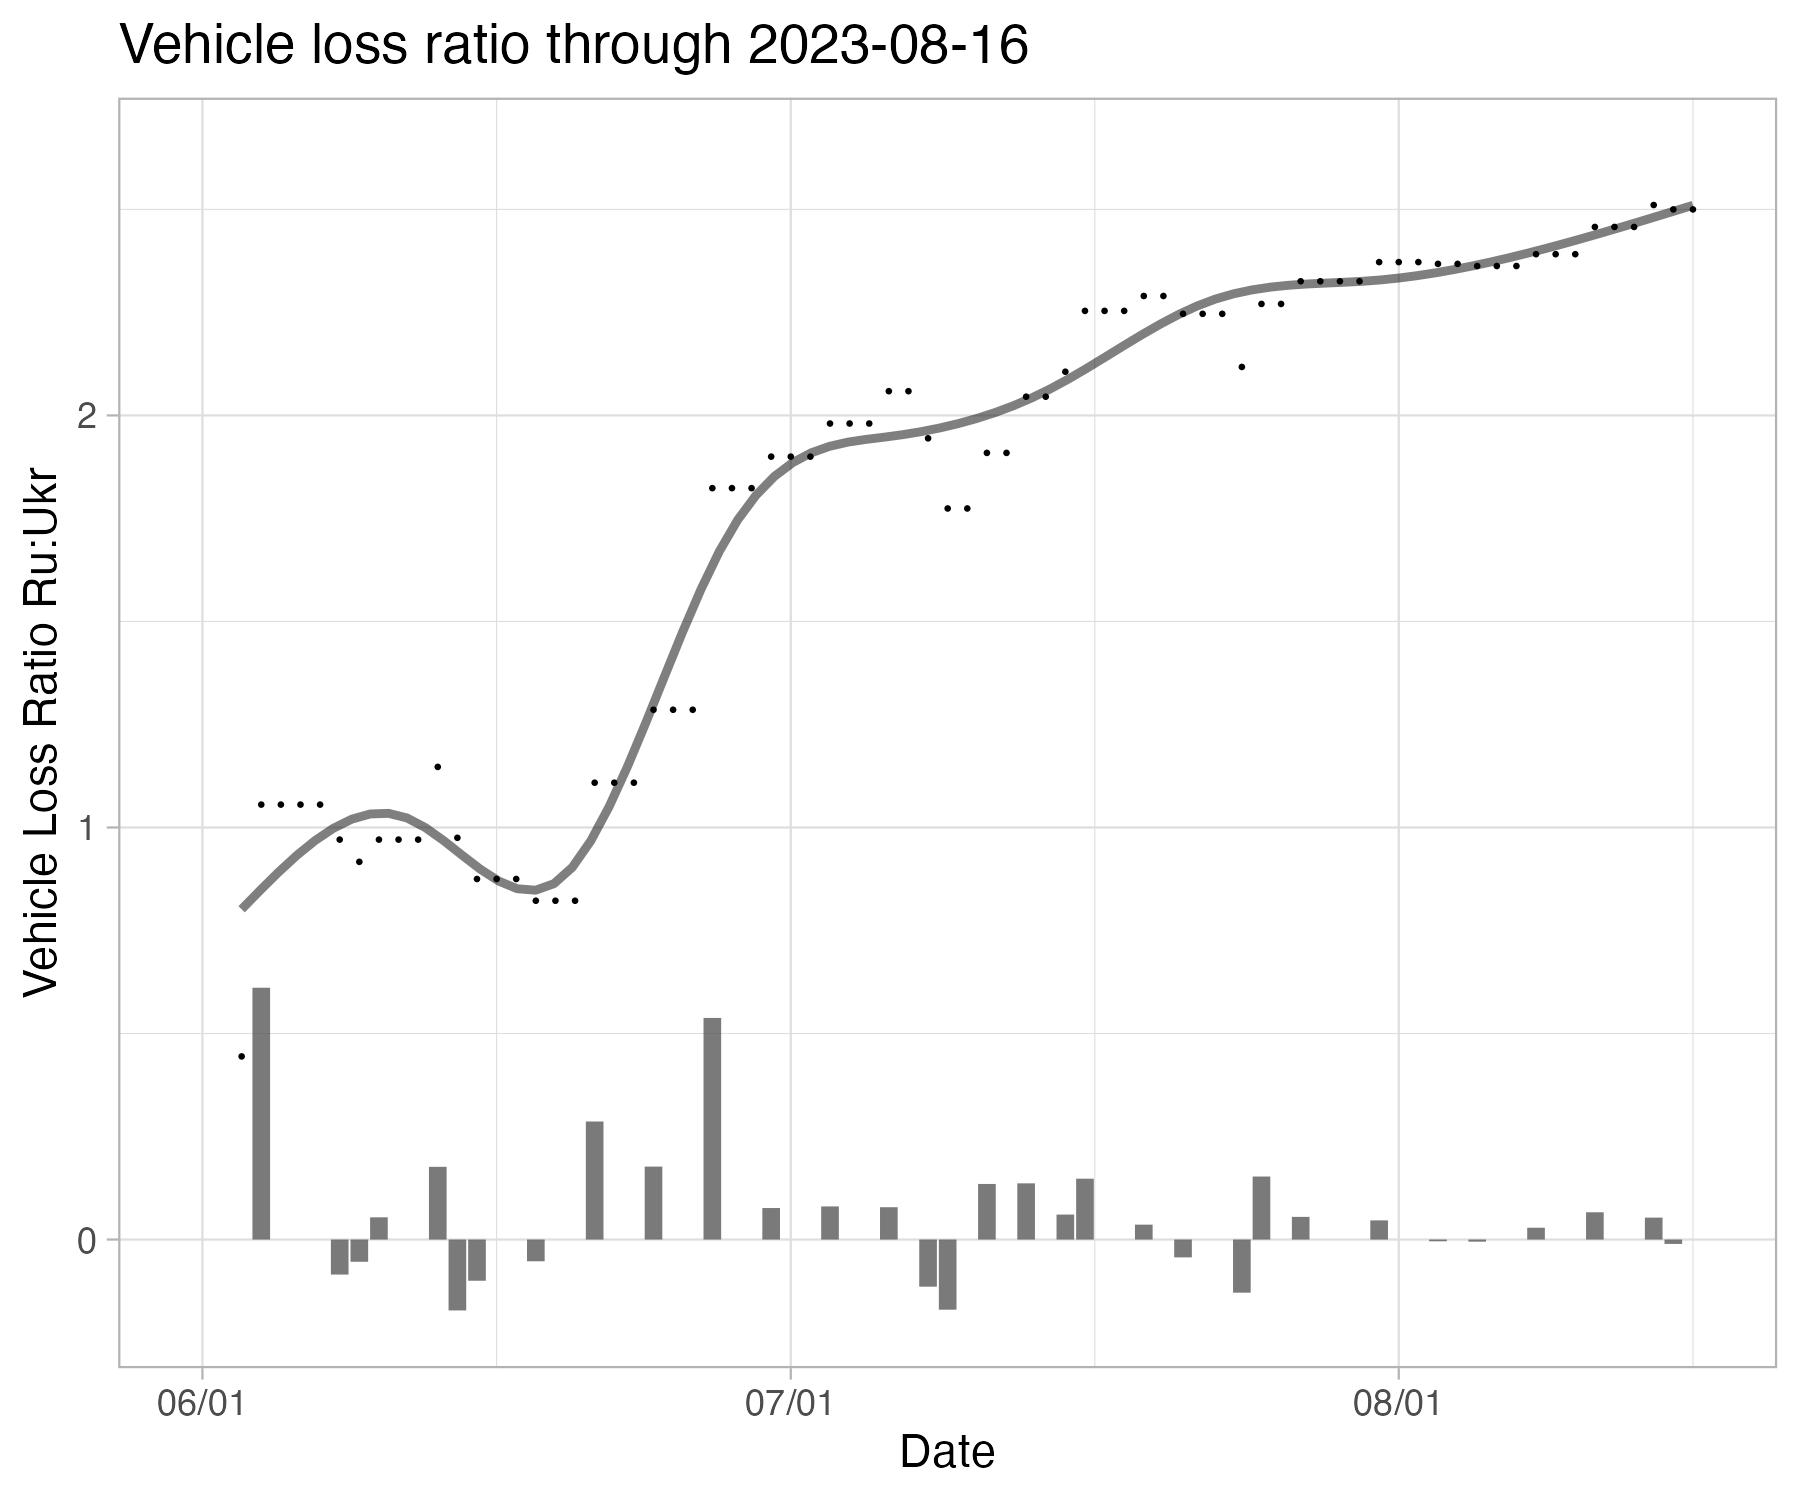 Vehicle loss ratio through 2023-08-16
Vehicle Loss Ratio Ru:Ukr
2
1
0
06/01
07/01
08/01
Date